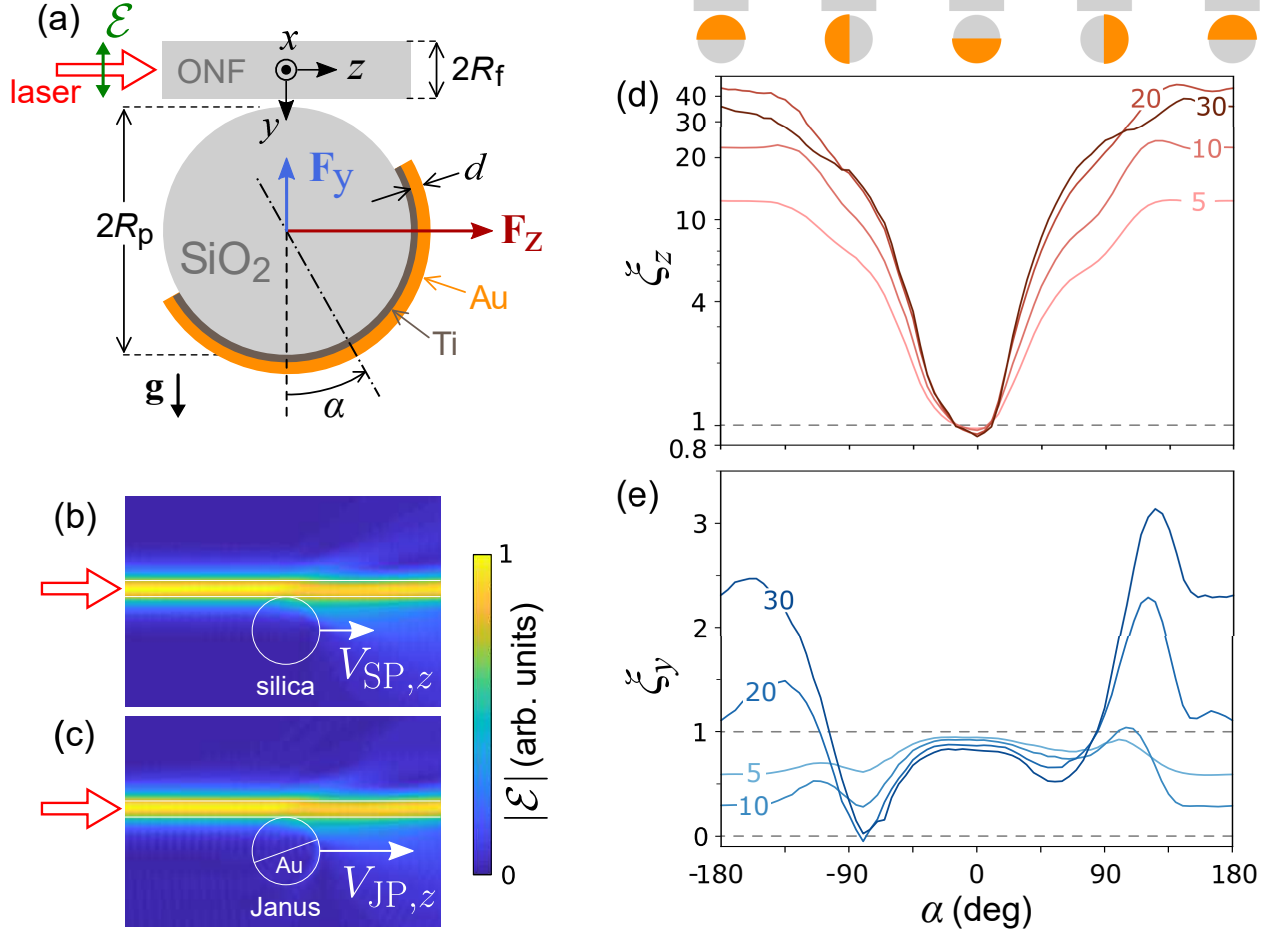 (a)
ℰ
laser
ONF
x
z
y
2R_f
2R_p
F_y
d
F_z
SiO₂
Au
Ti
g
α
(b)
V_SP,z
silica
(c)
Au
V_JP,z
Janus
1
|ℰ| (arb. units)
0
(d)
40
30
20
10
4
2
1
0.8
ξ_z
20
30
10
5
(e)
3
2
1
0
ξ_y
30
20
5
10
-180
-90
0
90
180
α (deg)